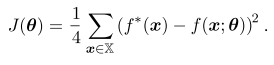 J(θ) = 1/4 ∑_{x∈𝕏} (f*(x) − f(x; θ))².